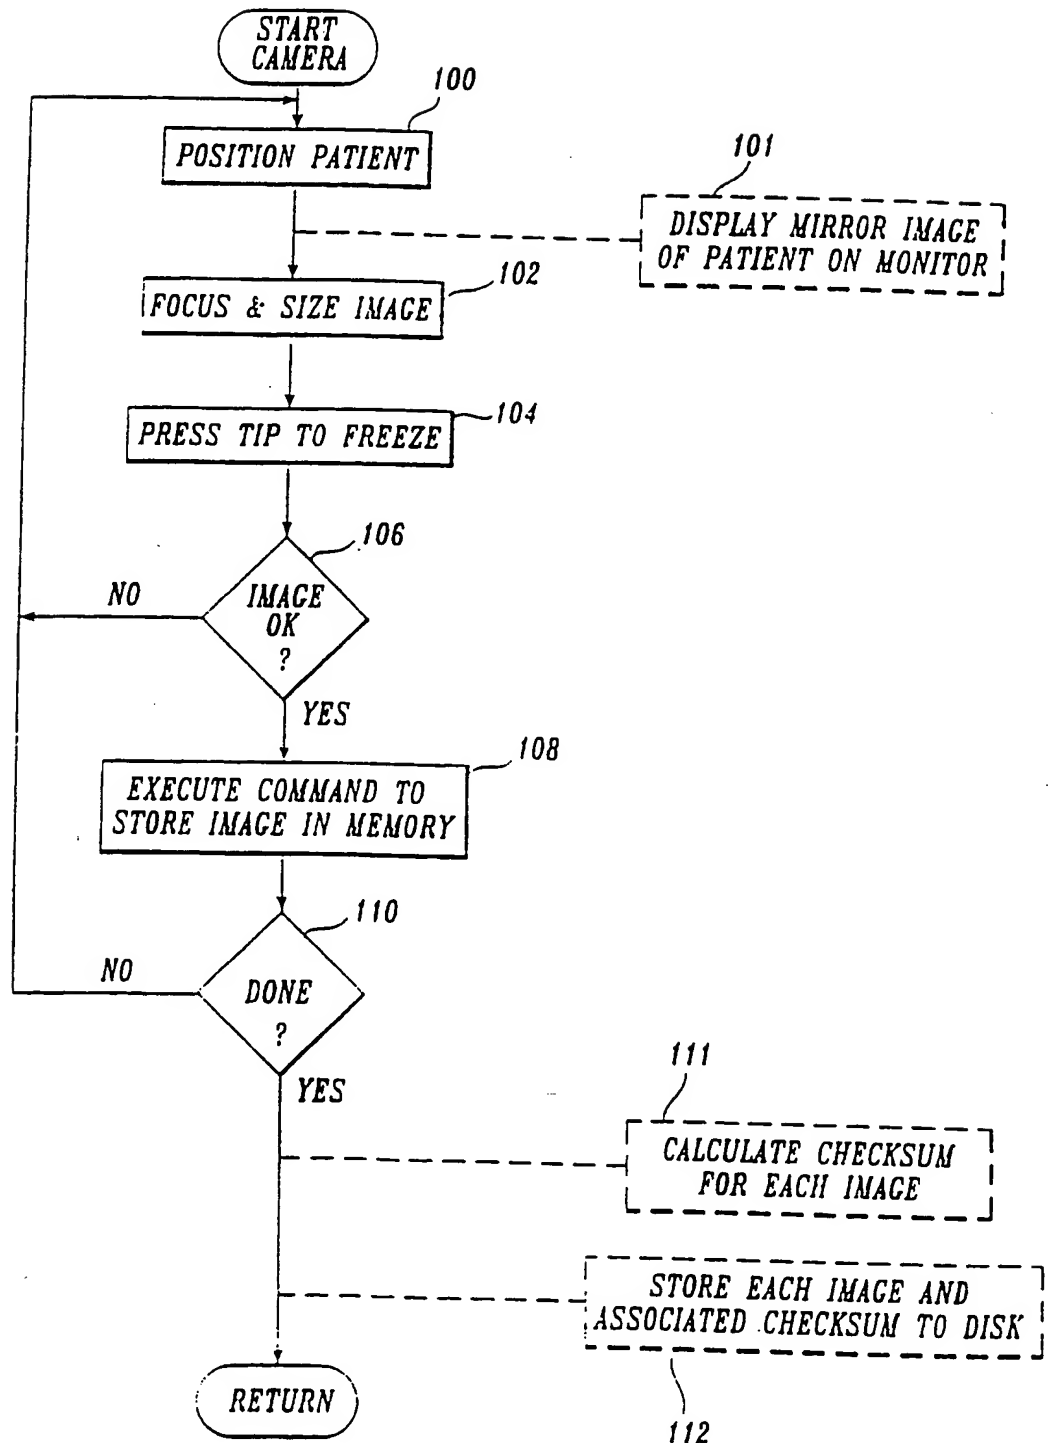 START
CAMERA
100
POSITION PATIENT
101
DISPLAY MIRROR IMAGE
OF PATIENT ON MONITOR
102
FOCUS & SIZE IMAGE
104
PRESS TIP TO FREEZE
106
IMAGE
OK
?
NO
YES
108
EXECUTE COMMAND TO
STORE IMAGE IN MEMORY
110
DONE
?
NO
YES
111
CALCULATE CHECKSUM
FOR EACH IMAGE
STORE EACH IMAGE AND
ASSOCIATED CHECKSUM TO DISK
112
RETURN